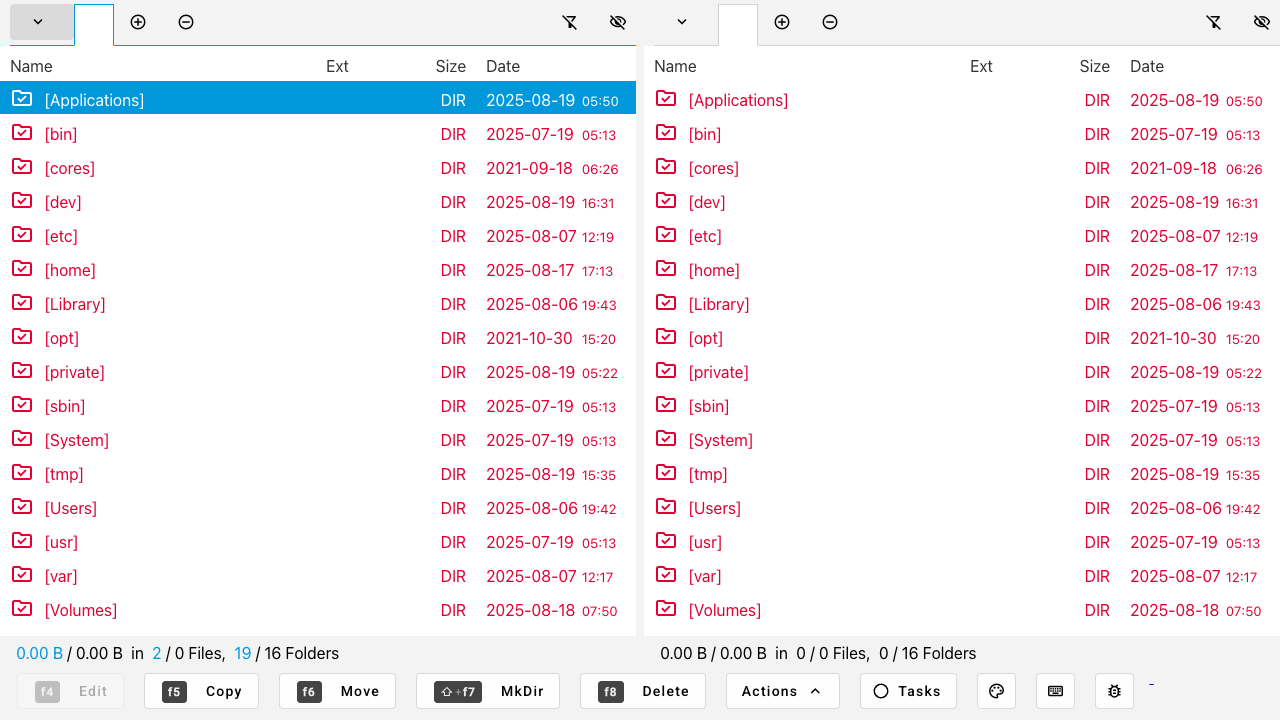 Name Ext Size Date
[Applications] DIR 2025-08-19 05:50
[bin] DIR 2025-07-19 05:13
[cores] DIR 2021-09-18 06:26
[dev] DIR 2025-08-19 16:31
[etc] DIR 2025-08-07 12:19
[home] DIR 2025-08-17 17:13
[Library] DIR 2025-08-06 19:43
[opt] DIR 2021-10-30 15:20
[private] DIR 2025-08-19 05:22
[sbin] DIR 2025-07-19 05:13
[System] DIR 2025-07-19 05:13
[tmp] DIR 2025-08-19 15:35
[Users] DIR 2025-08-06 19:42
[usr] DIR 2025-07-19 05:13
[var] DIR 2025-08-07 12:17
[Volumes] DIR 2025-08-18 07:50
0.00 B / 0.00 B in 2 / 0 Files, 19 / 16 Folders
Name Ext Size Date
[Applications] DIR 2025-08-19 05:50
[bin] DIR 2025-07-19 05:13
[cores] DIR 2021-09-18 06:26
[dev] DIR 2025-08-19 16:31
[etc] DIR 2025-08-07 12:19
[home] DIR 2025-08-17 17:13
[Library] DIR 2025-08-06 19:43
[opt] DIR 2021-10-30 15:20
[private] DIR 2025-08-19 05:22
[sbin] DIR 2025-07-19 05:13
[System] DIR 2025-07-19 05:13
[tmp] DIR 2025-08-19 15:35
[Users] DIR 2025-08-06 19:42
[usr] DIR 2025-07-19 05:13
[var] DIR 2025-08-07 12:17
[Volumes] DIR 2025-08-18 07:50
0.00 B / 0.00 B in 0 / 0 Files, 0 / 16 Folders
f4 Edit f5 Copy f6 Move ⇧+f7 MkDir f8 Delete Actions Tasks -